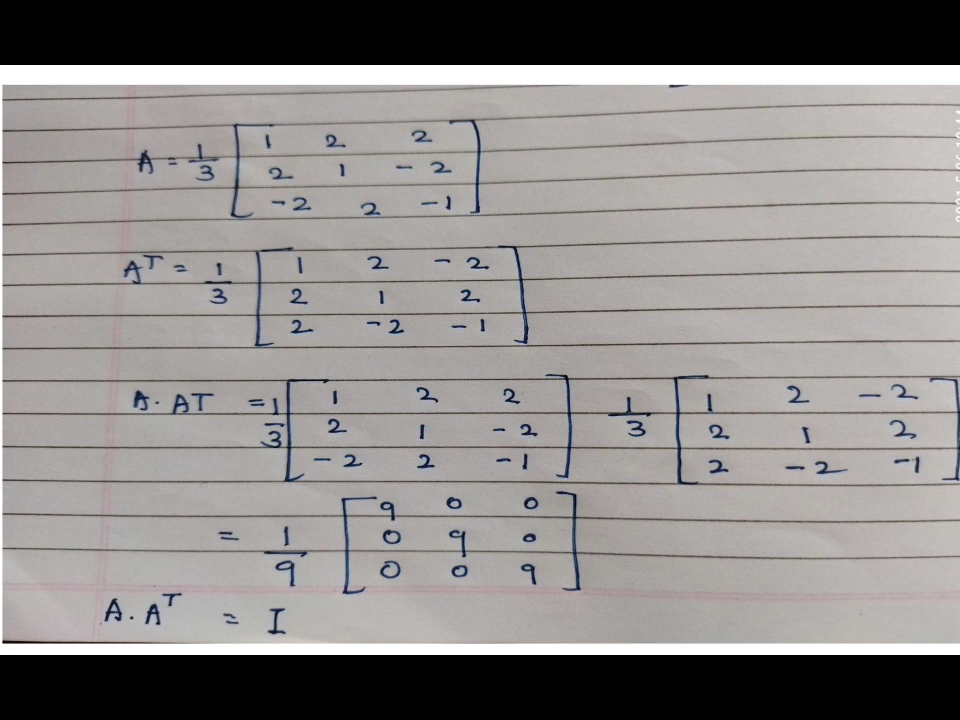 A = 1/3 [ 1 2 2
2 1 -2
-2 2 -1 ]
A^T = 1/3 [ 1 2 -2
2 1 2
2 -2 -1 ]
A. AT = 1/3 [ 1 2 2
2 1 -2
-2 2 -1 ] 1/3 [ 1 2 -2
2 1 2
2 -2 -1 ]
= 1/9 [ 9 0 0
0 9 0
0 0 9 ]
A. A^T = I